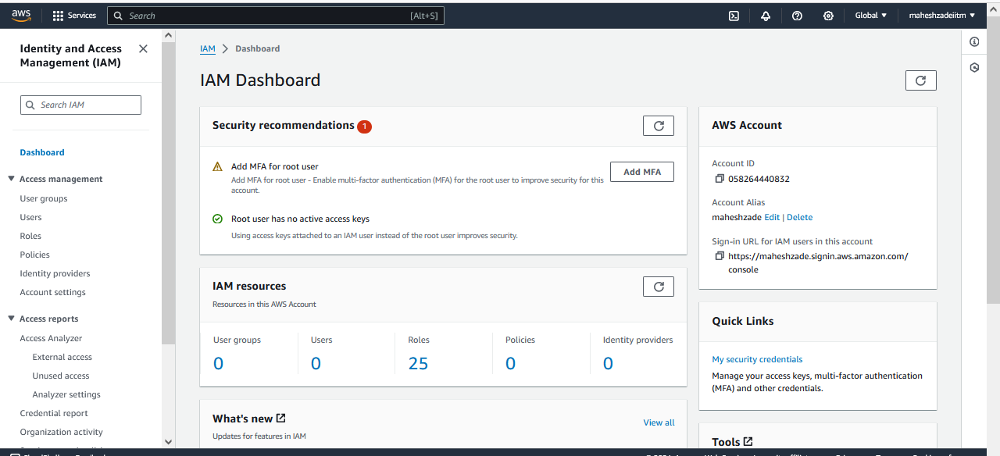 aws
Services
Search
[Alt+S]
Global
maheshzadeiitm
Identity and Access
Management (IAM)
Search IAM
Dashboard
Access management
User groups
Users
Roles
Policies
Identity providers
Account settings
Access reports
Access Analyzer
External access
Unused access
Analyzer settings
Credential report
Organization activity
IAM > Dashboard
IAM Dashboard
Security recommendations 1
Add MFA for root user
Add MFA for root user - Enable multi-factor authentication (MFA) for the root user to improve security for this
account.
Add MFA
Root user has no active access keys
Using access keys attached to an IAM user instead of the root user improves security.
IAM resources
Resources in this AWS Account
User groups
0
Users
0
Roles
25
Policies
0
Identity providers
0
What's new
View all
Updates for features in IAM
AWS Account
Account ID
058264440832
Account Alias
maheshzade Edit | Delete
Sign-in URL for IAM users in this account
https://maheshzade.signin.aws.amazon.com/
console
Quick Links
My security credentials
Manage your access keys, multi-factor authentication
(MFA) and other credentials.
Tools